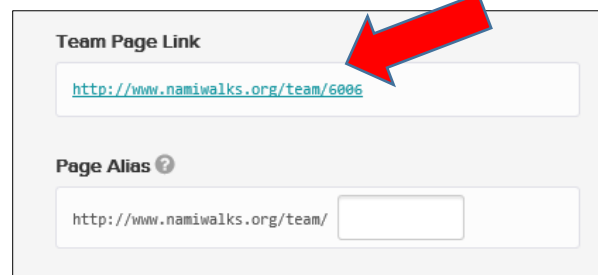 Team Page Link
http://www.namiwalks.org/team/6006
Page Alias ?
http://www.namiwalks.org/team/